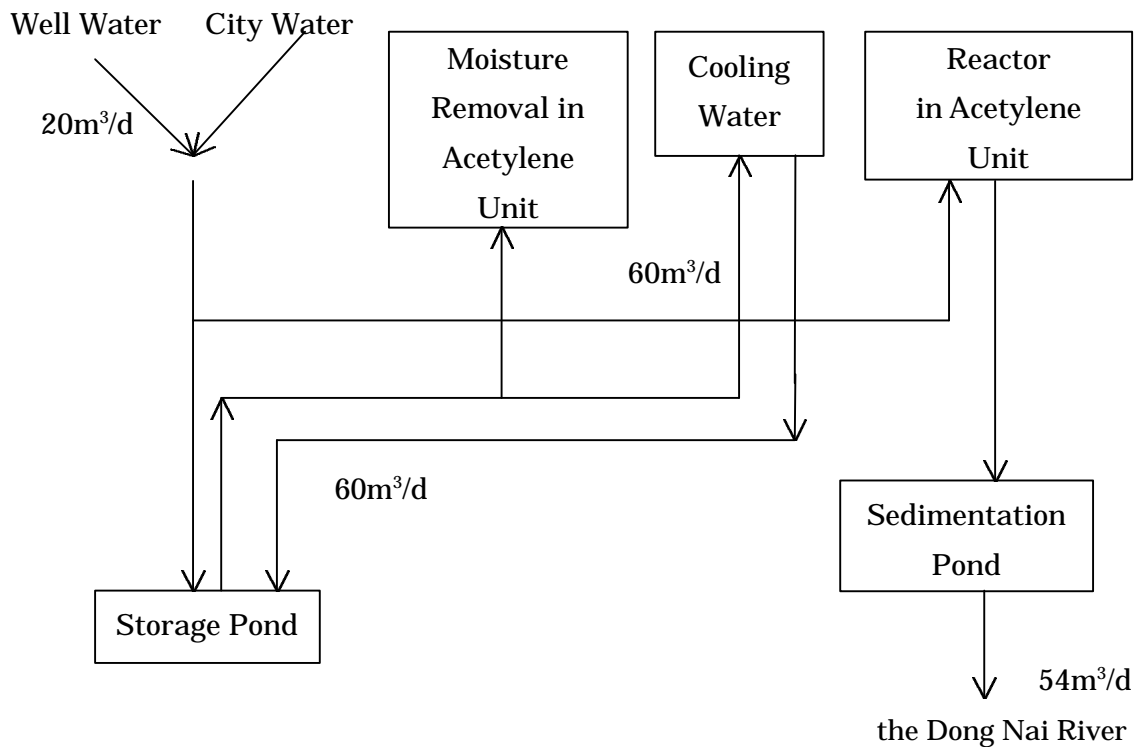 Well Water
City Water
20m³/d
Moisture
Removal in
Acetylene
Unit
Cooling
Water
Reactor
in Acetylene
Unit
60m³/d
60m³/d
Storage Pond
Sedimentation
Pond
54m³/d
the Dong Nai River